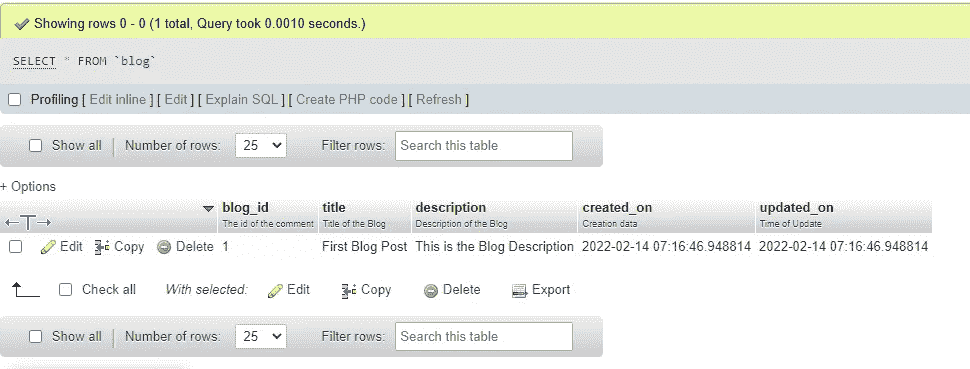 Showing rows 0 - 0 (1 total, Query took 0.0010 seconds.)
SELECT * FROM `blog`
Profiling [ Edit inline ] [ Edit ] [ Explain SQL ] [ Create PHP code ] [ Refresh ]
Show all Number of rows: 25 Filter rows: Search this table
+ Options
blog_id title description created_on updated_on
The id of the comment Title of the Blog Description of the Blog Creation data Time of Update
Edit Copy Delete 1 First Blog Post This is the Blog Description 2022-02-14 07:16:46.948814 2022-02-14 07:16:46.948814
Check all With selected: Edit Copy Delete Export
Show all Number of rows: 25 Filter rows: Search this table